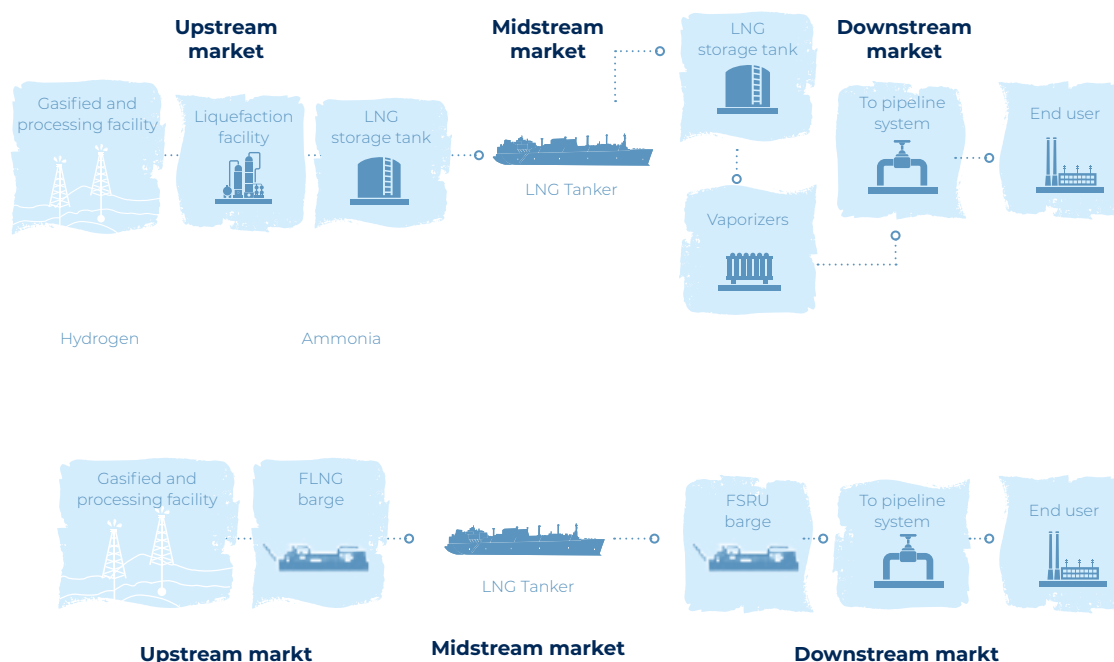 Upstream
market
Midstream
market
LNG
storage tank
Downstream
market
Gasified and
processing facility
Liquefaction
facility
LNG
storage tank
LNG Tanker
Vaporizers
To pipeline
system
End user
Hydrogen
Ammonia
Gasified and
processing facility
FLNG
barge
LNG Tanker
FSRU
barge
To pipeline
system
End user
Upstream markt
Midstream market
Downstream markt